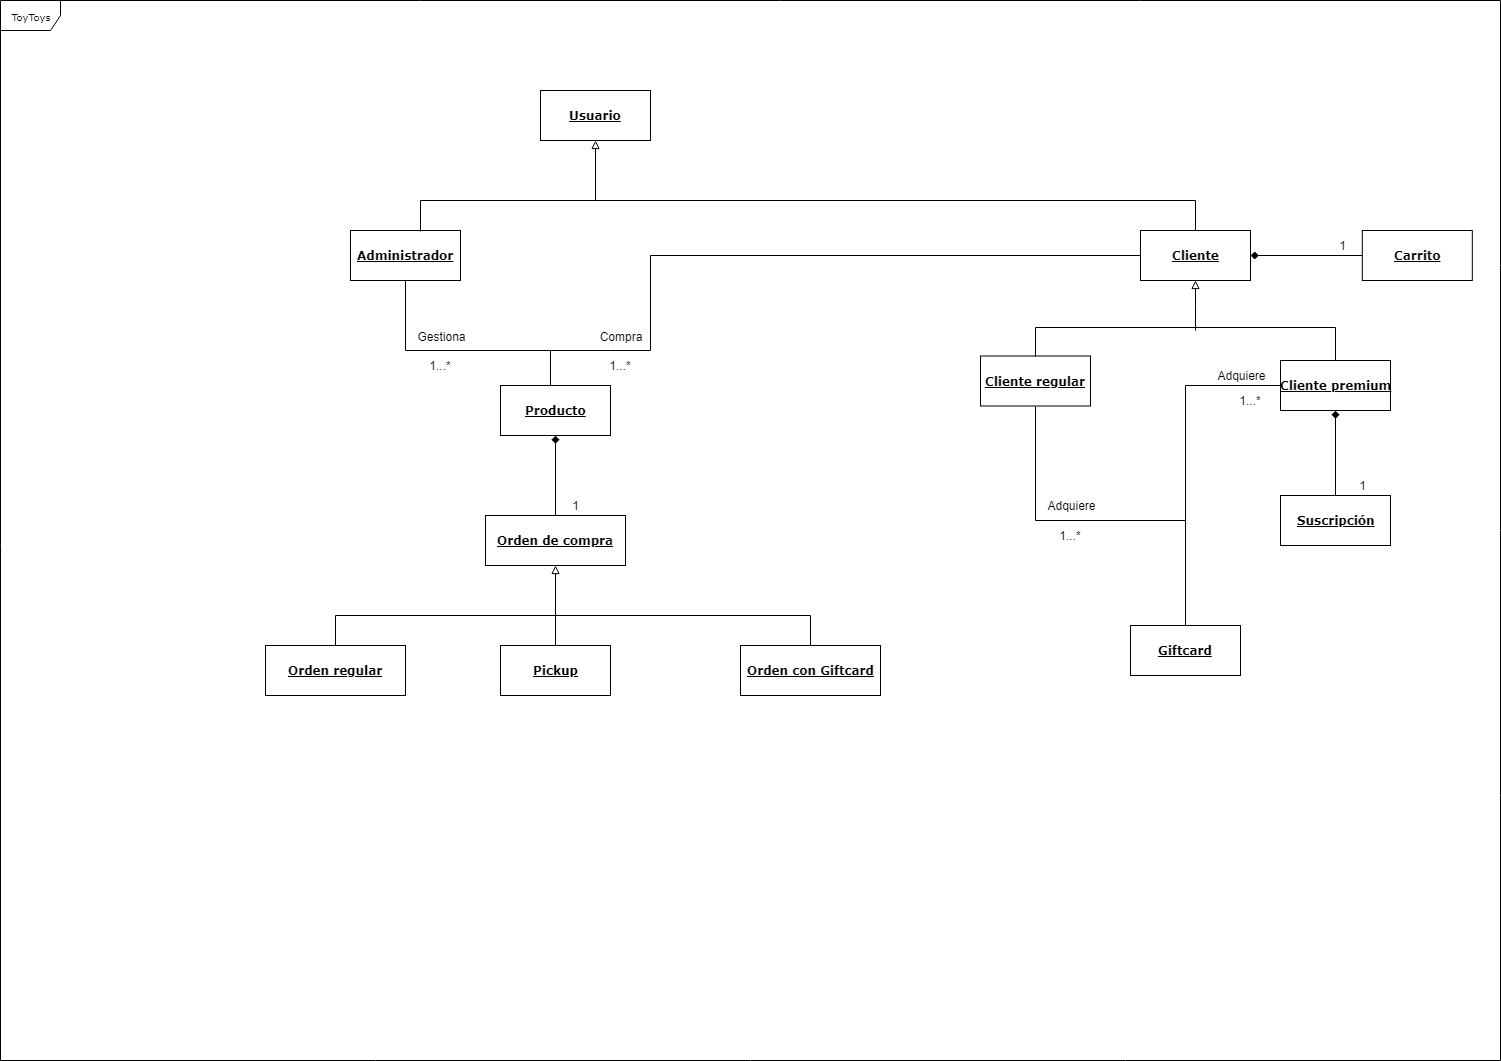 ToyToys
Usuario
Administrador
Cliente
1
Carrito
Gestiona
Compra
1...*
1...*
Cliente regular
Adquiere
Cliente premium
1...*
Producto
1
Adquiere
1
Suscripción
Orden de compra
1...*
Giftcard
Orden regular
Pickup
Orden con Giftcard